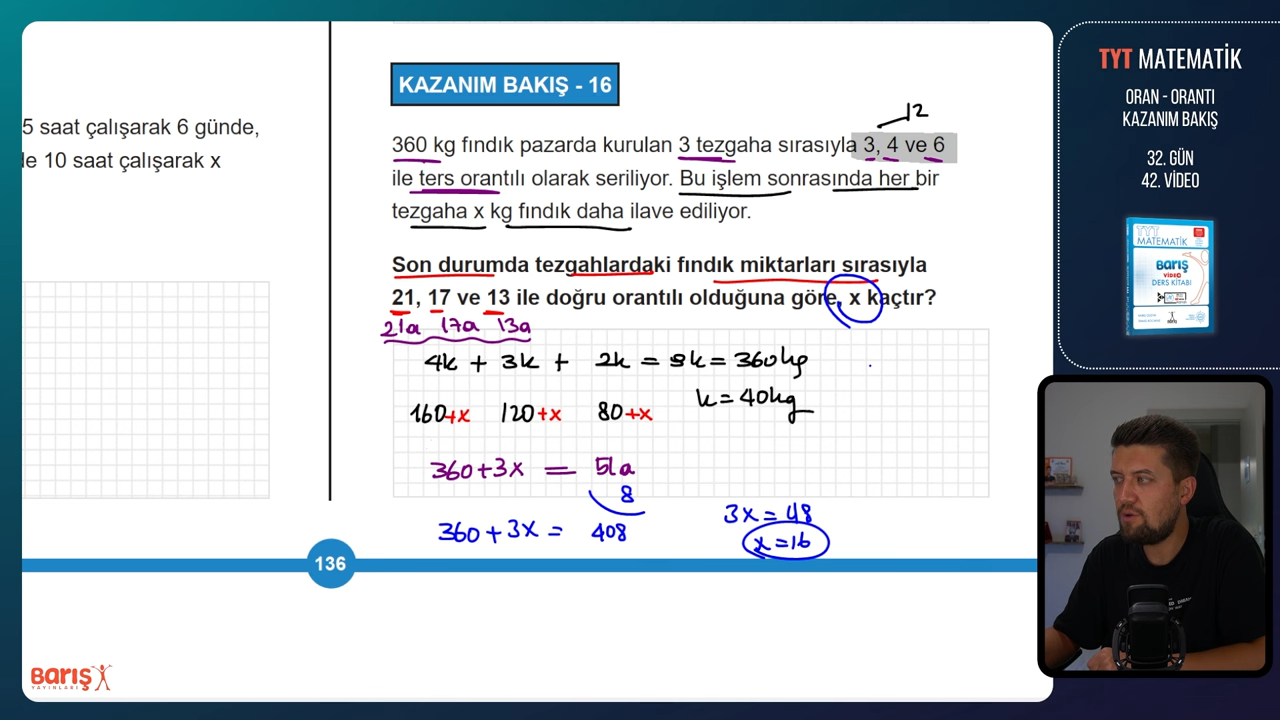 5 saat çalışarak 6 günde,
le 10 saat çalışarak x
KAZANIM BAKIŞ - 16
12
360 kg fındık pazarda kurulan 3 tezgaha sırasıyla 3, 4 ve 6
ile ters orantılı olarak seriliyor. Bu işlem sonrasında her bir
tezgaha x kg fındık daha ilave ediliyor.
Son durumda tezgahlardaki fındık miktarları sırasıyla
21, 17 ve 13 ile doğru orantılı olduğuna göre, x kaçtır?
21a 17a 13a
4k + 3k + 2k = 9k = 360kg
k = 40kg
160+x 120+x 80+x
360+3x = 51a
8
360+3x = 408
3x = 48
x = 16
136
BARIŞ
YAYINLARI
TYT MATEMATİK
ORAN - ORANTI
KAZANIM BAKIŞ
32. GÜN
42. VİDEO
TYT
MATEMATİK
BARIŞ
VİDEO
DERS KİTABI